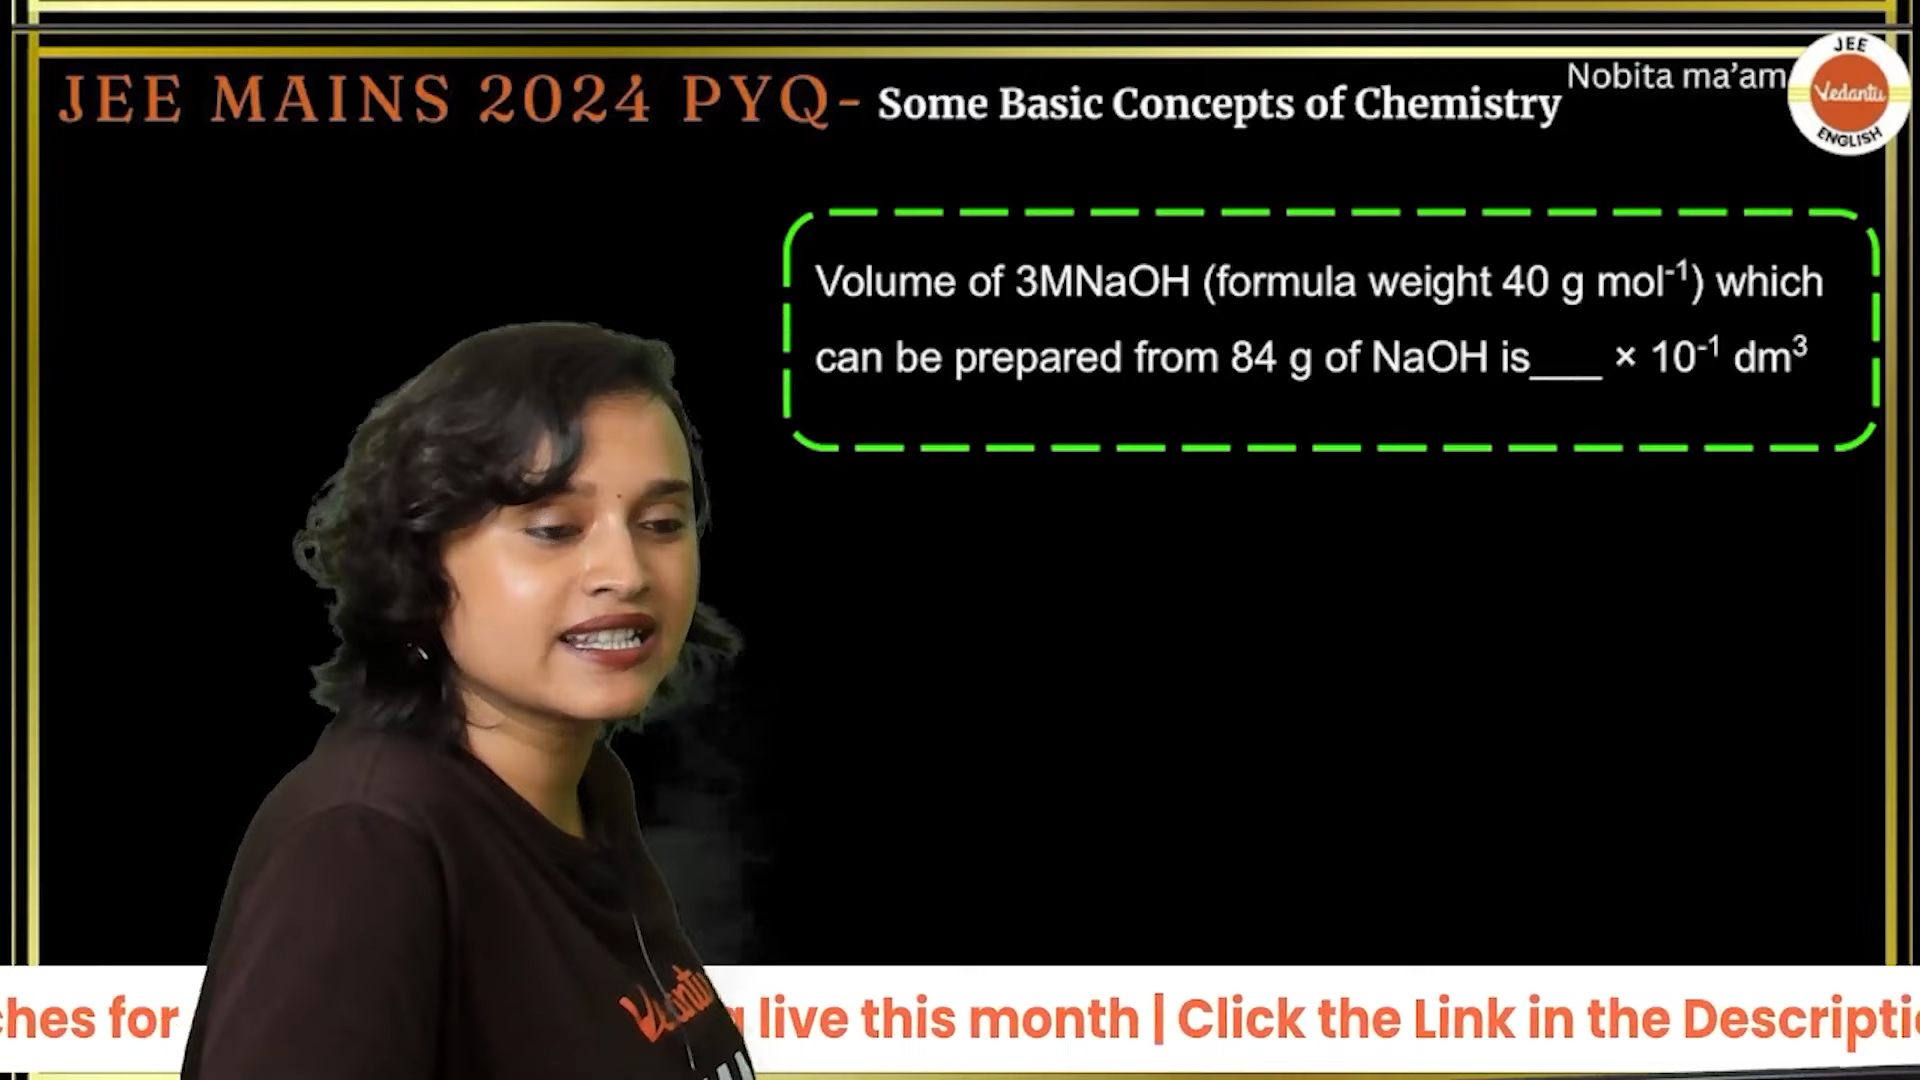 JEE MAINS 2024 PYQ- Some Basic Concepts of Chemistry
Nobita ma'am
JEE
Vedantu
ENGLISH
Volume of 3MNaOH (formula weight 40 g mol⁻¹) which
can be prepared from 84 g of NaOH is___ × 10⁻¹ dm³
Vedantu
live this month | Click the Link in the
for